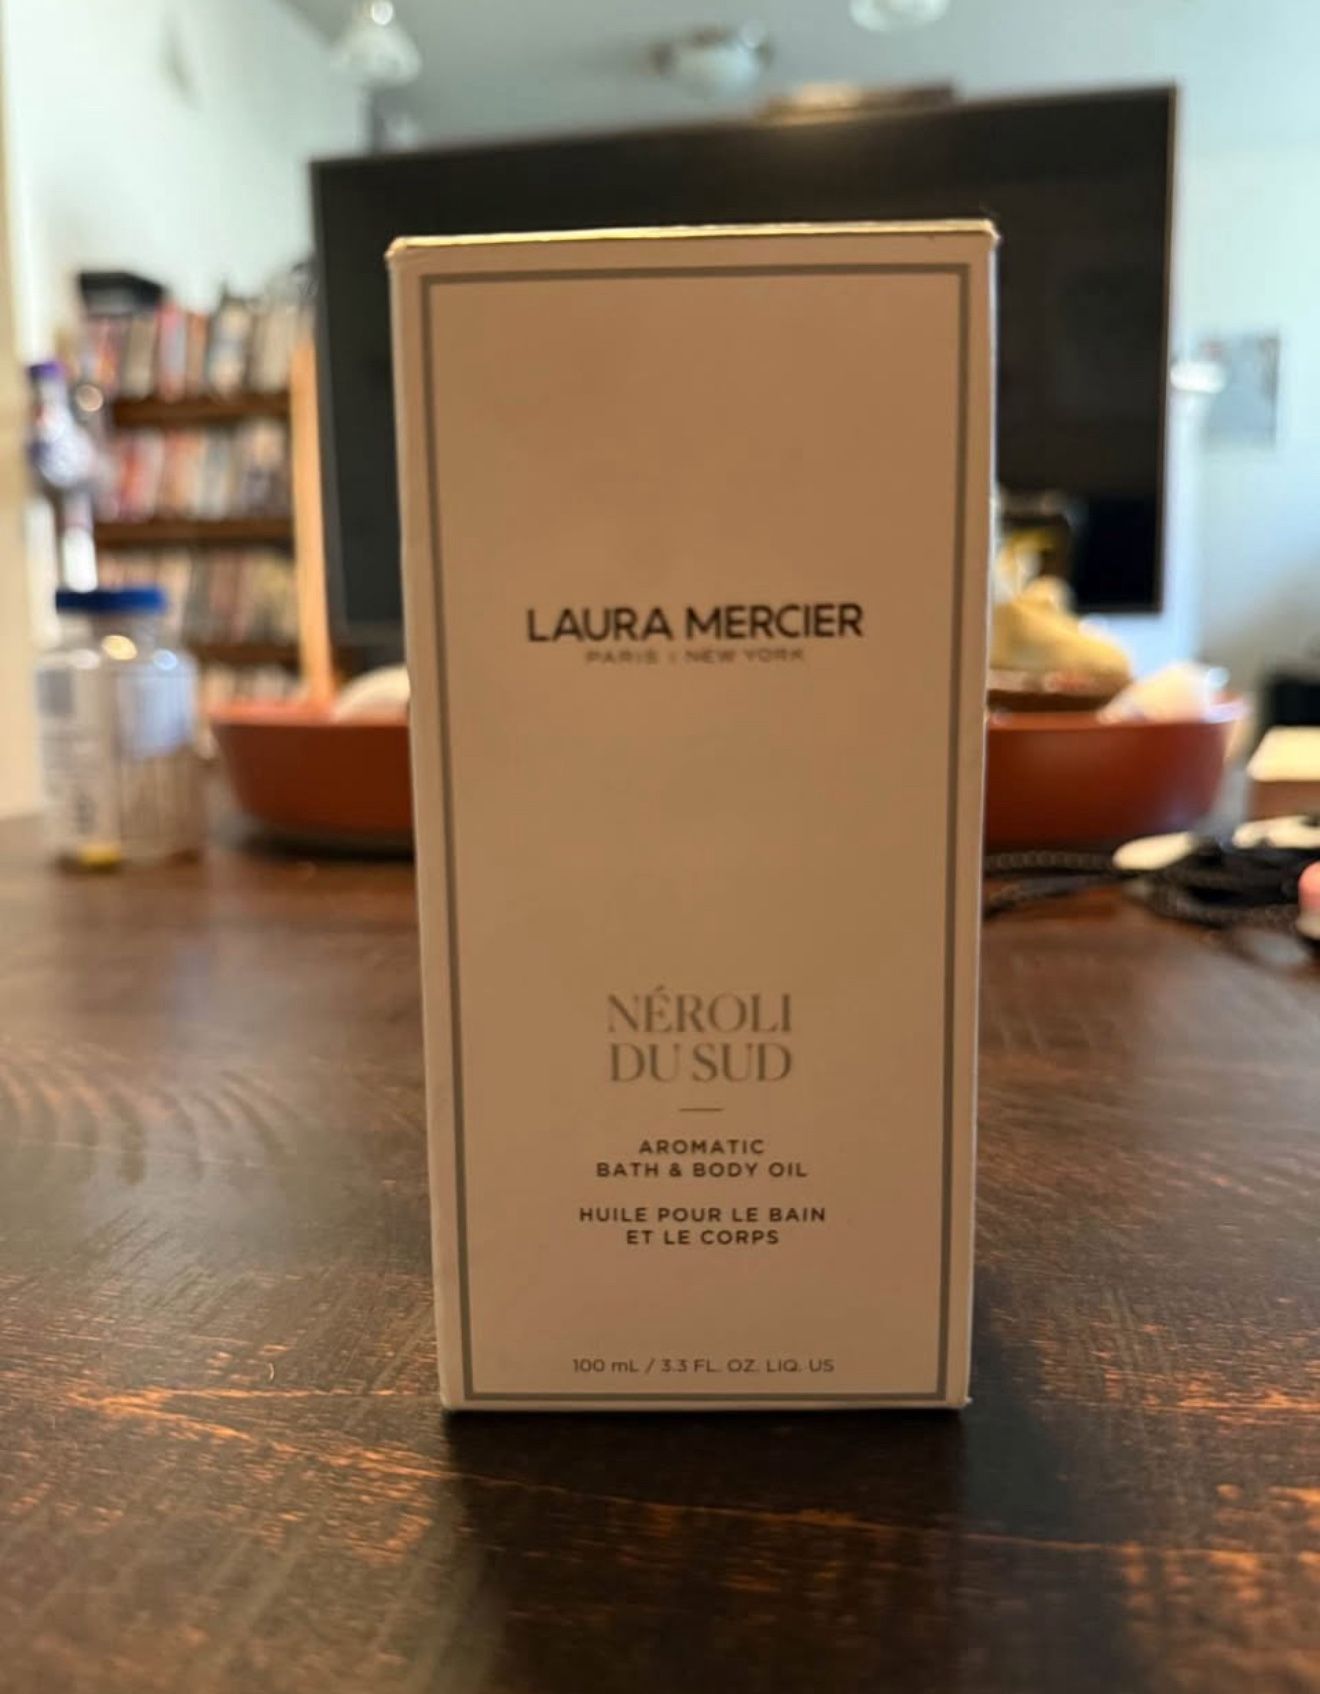 LAURA MERCIER
PARIS | NEW YORK
NÉROLI
DU SUD
AROMATIC
BATH & BODY OIL
HUILE POUR LE BAIN
ET LE CORPS
100 mL / 3.3 FL. OZ. LIQ. US